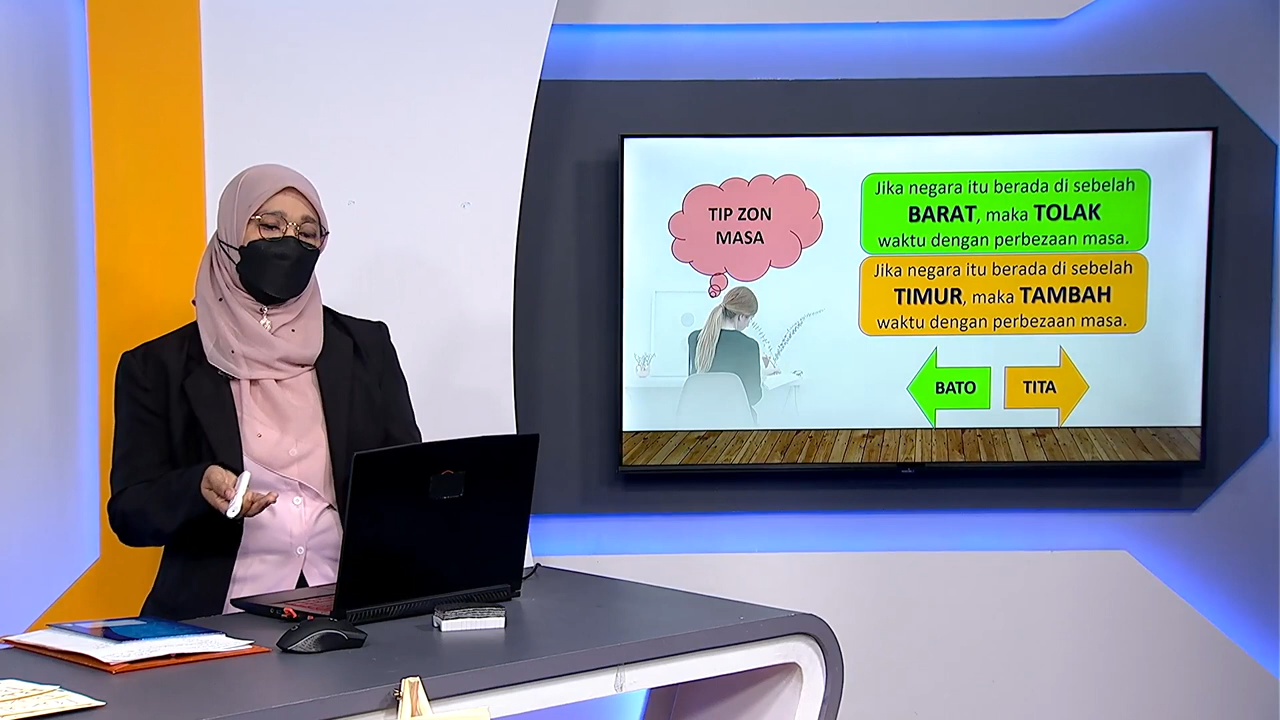 TIP ZON
MASA
Jika negara itu berada di sebelah
BARAT, maka TOLAK
waktu dengan perbezaan masa.
Jika negara itu berada di sebelah
TIMUR, maka TAMBAH
waktu dengan perbezaan masa.
BATO
TITA